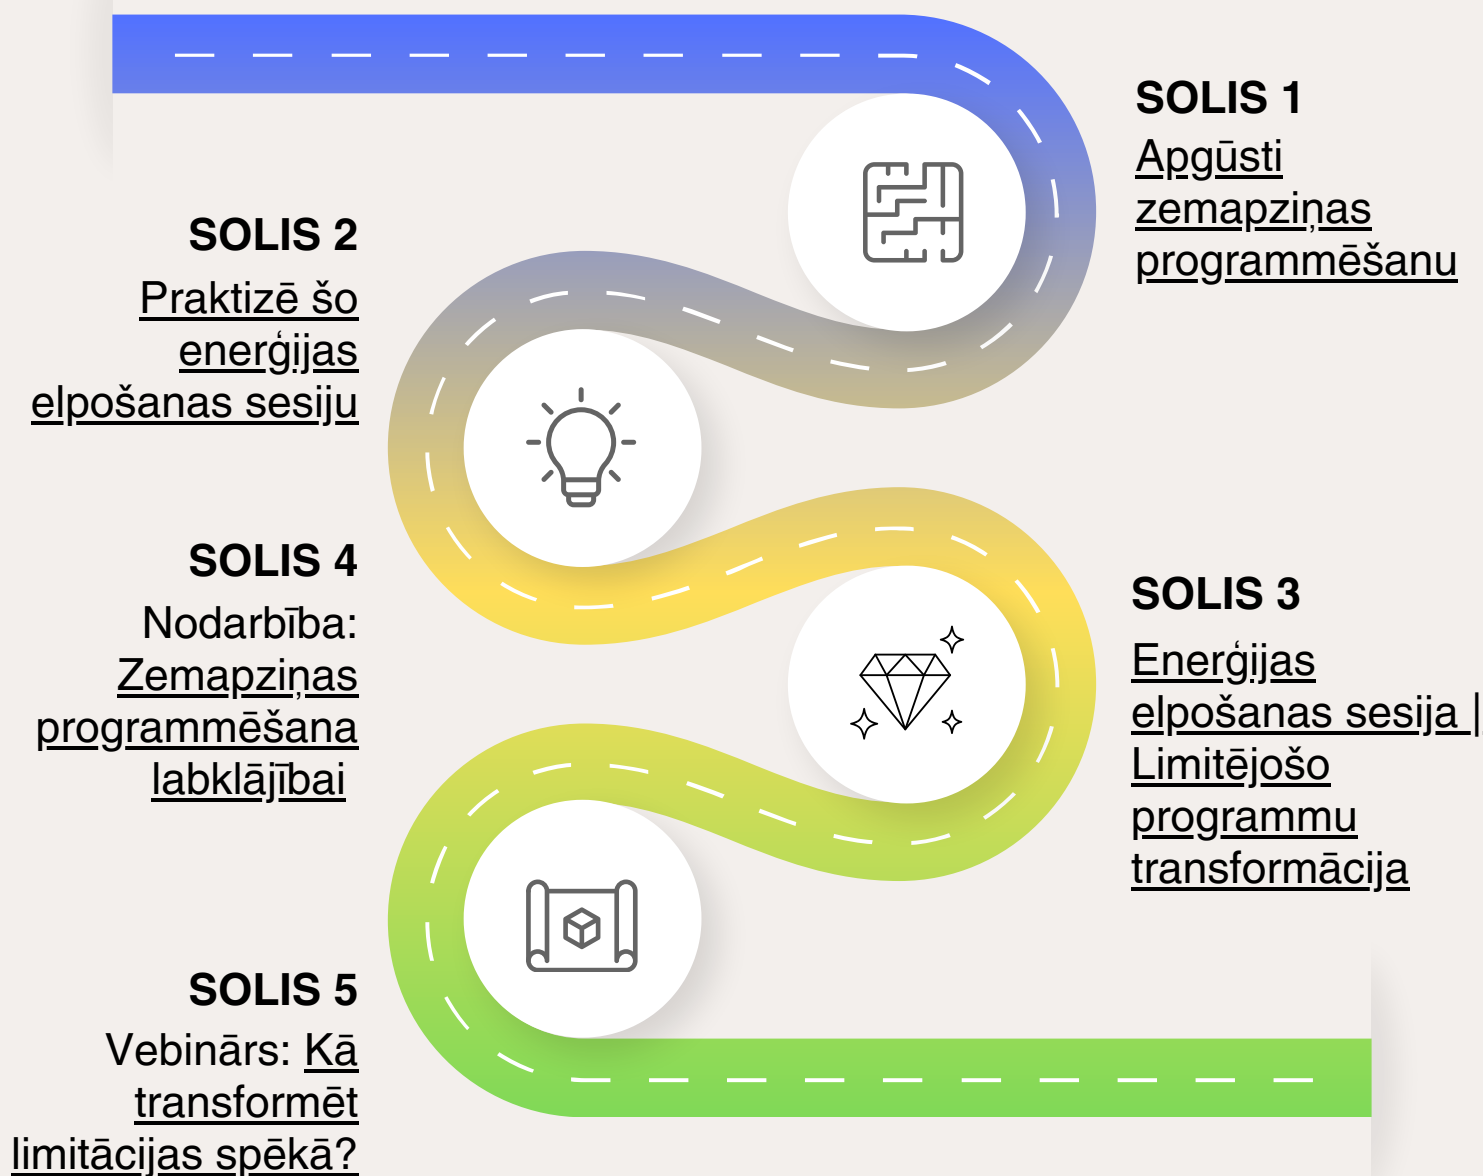 SOLIS 1
Apgūsti
zemapziņas
programmēšanu
SOLIS 2
Praktizē šo
enerģijas
elpošanas sesiju
SOLIS 3
Enerģijas
elpošanas sesija |
Limitējošo
programmu
transformācija
SOLIS 4
Nodarbība:
Zemapziņas
programmēšana
labklājībai
SOLIS 5
Vebinārs: Kā
transformēt
limitācijas spēkā?